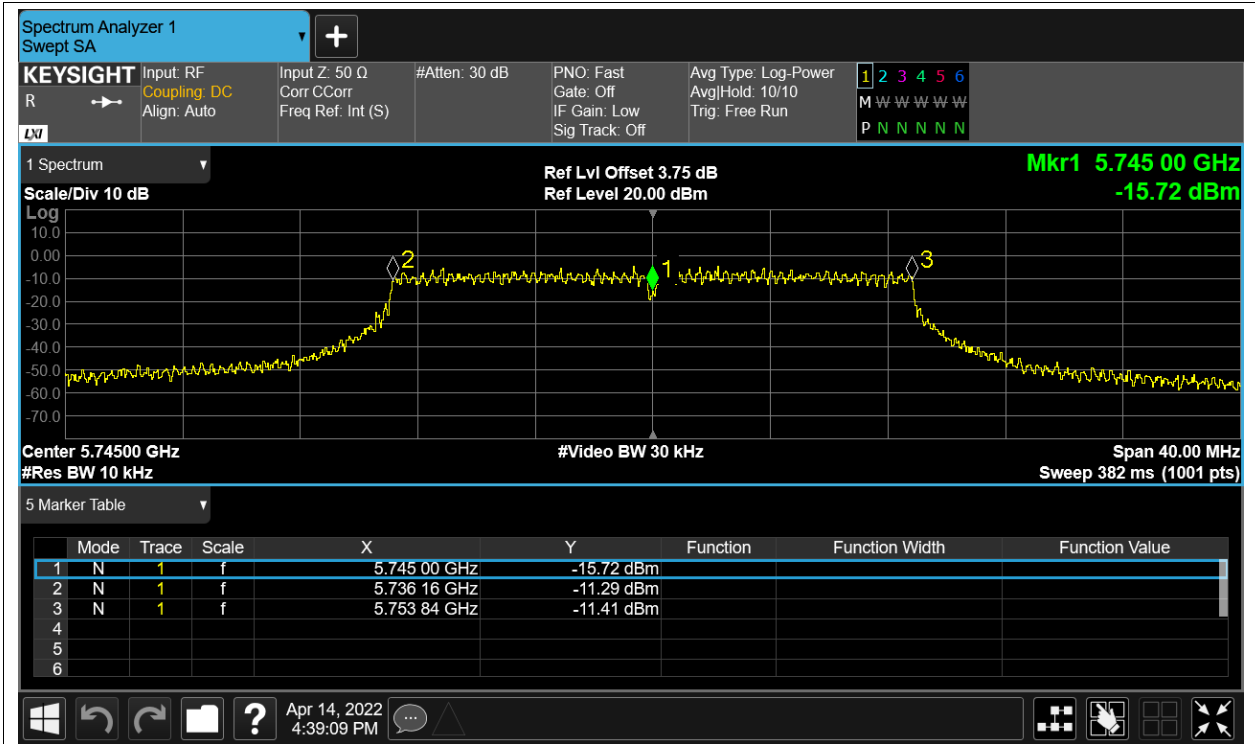 Spectrum Analyzer 1
Swept SA
KEYSIGHT
R
LXI
Input: RF
Coupling: DC
Align: Auto
Input Z: 50 Ω
Corr CCorr
Freq Ref: Int (S)
#Atten: 30 dB
PNO: Fast
Gate: Off
IF Gain: Low
Sig Track: Off
Avg Type: Log-Power
Avg|Hold: 10/10
Trig: Free Run
1 2 3 4 5 6
M W W W W W
P N N N N N
1 Spectrum
Scale/Div 10 dB
Ref Lvl Offset 3.75 dB
Ref Level 20.00 dBm
Mkr1 5.745 00 GHz
-15.72 dBm
Log
10.0
0.00
-10.0
-20.0
-30.0
-40.0
-50.0
-60.0
-70.0
2
1
3
Center 5.74500 GHz
#Video BW 30 kHz
Span 40.00 MHz
#Res BW 10 kHz
Sweep 382 ms (1001 pts)
5 Marker Table
Mode Trace Scale X Y Function Function Width Function Value
1 N 1 f 5.745 00 GHz -15.72 dBm
2 N 1 f 5.736 16 GHz -11.29 dBm
3 N 1 f 5.753 84 GHz -11.41 dBm
4
5
6
?
Apr 14, 2022
4:39:09 PM